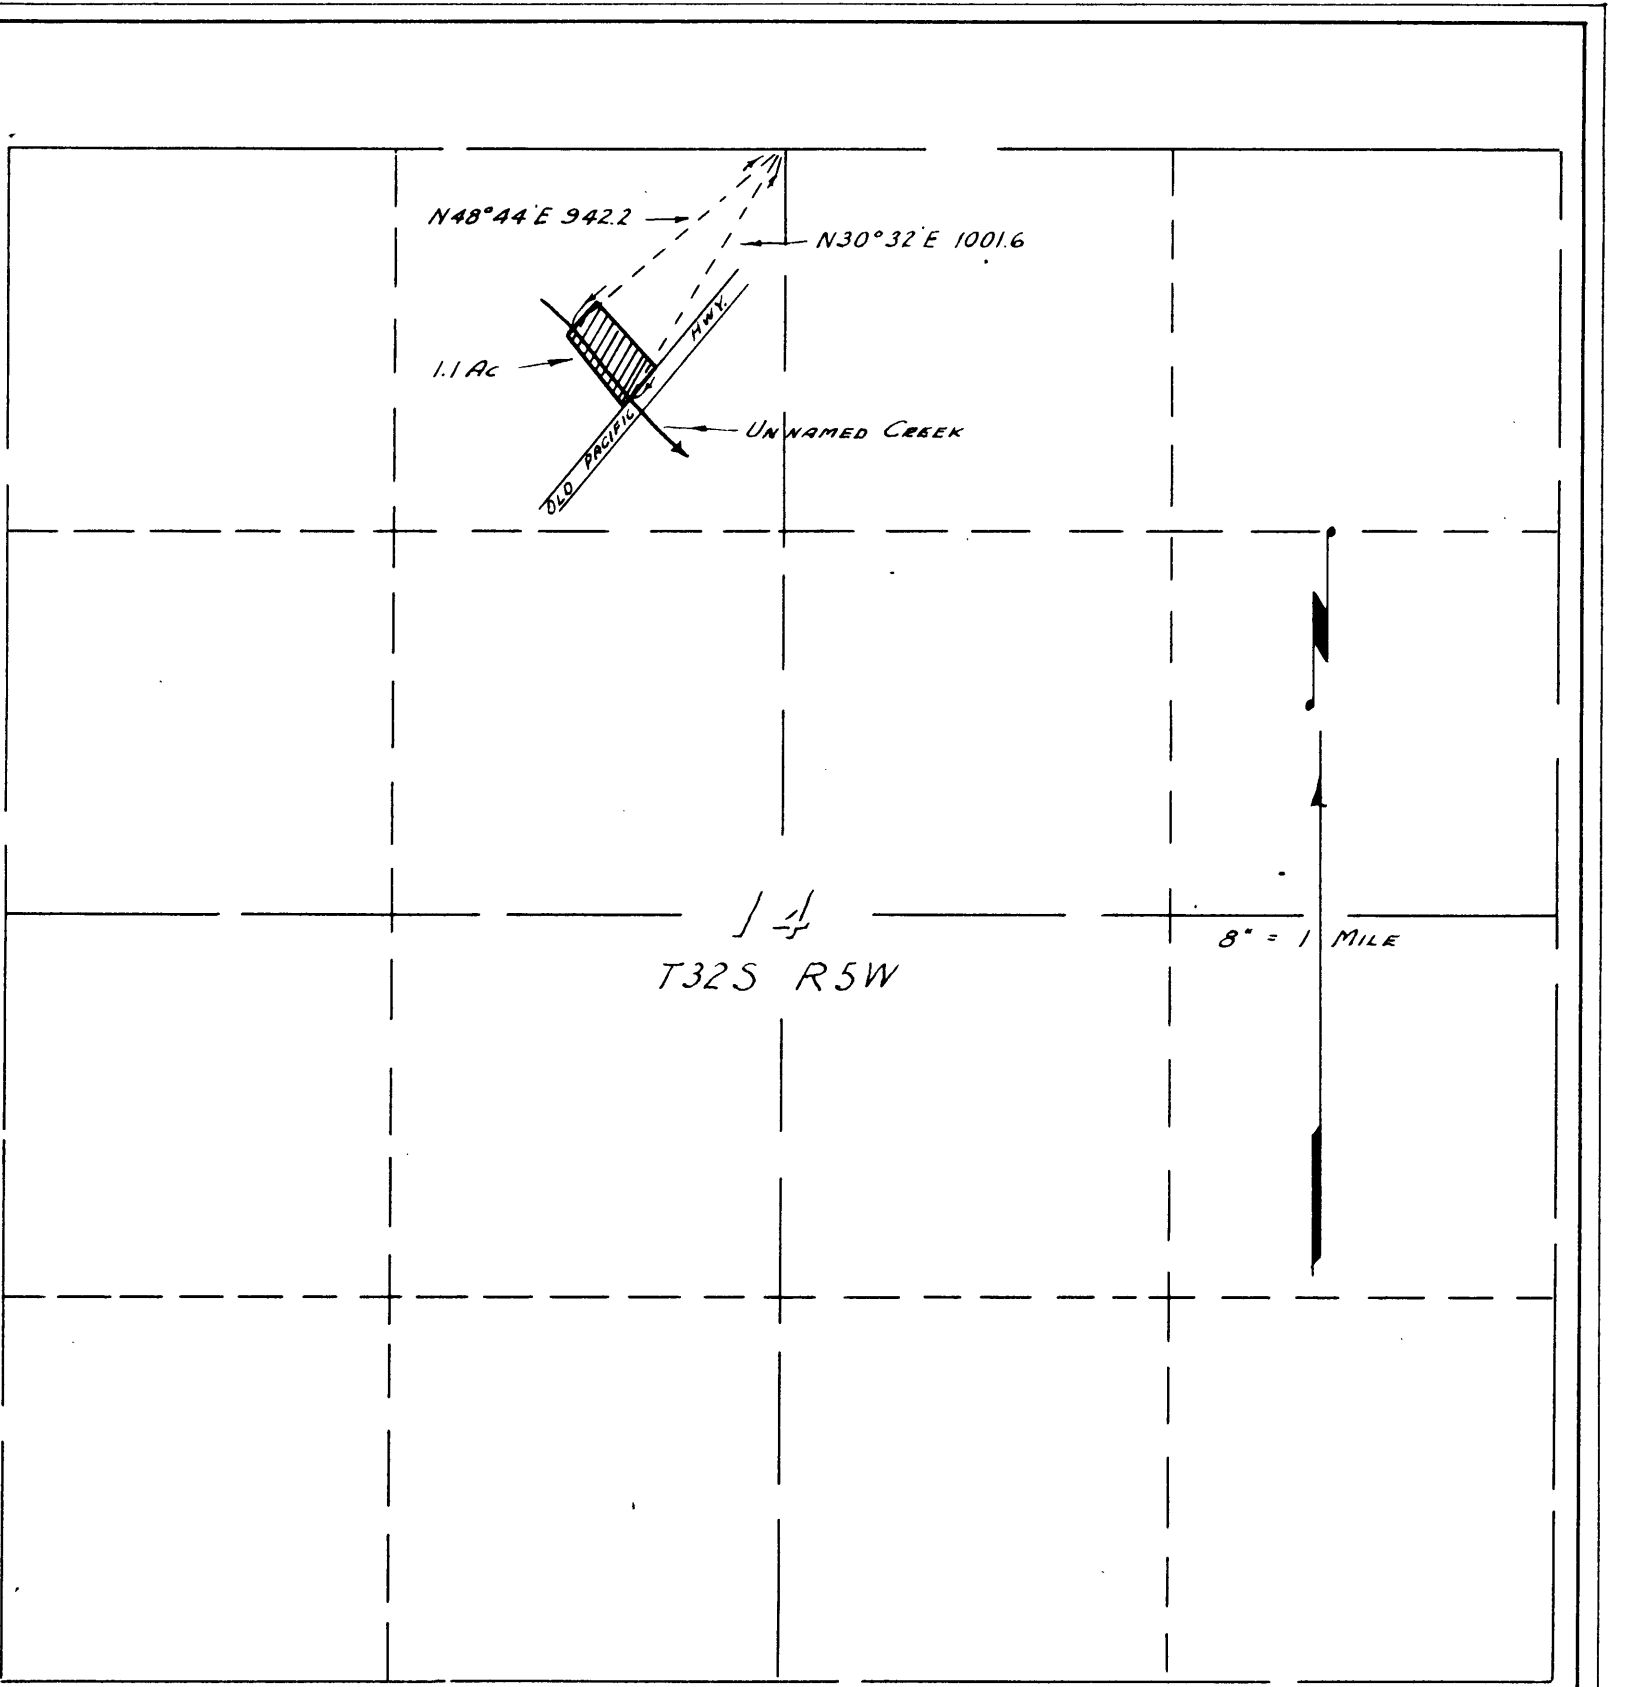 N48°44'E 942.2
N30°32'E 1001.6
HWY.
1.1 AC
UNNAMED CREEK
OLD PACIFIC
N
14
8" = 1 MILE
T32S R5W